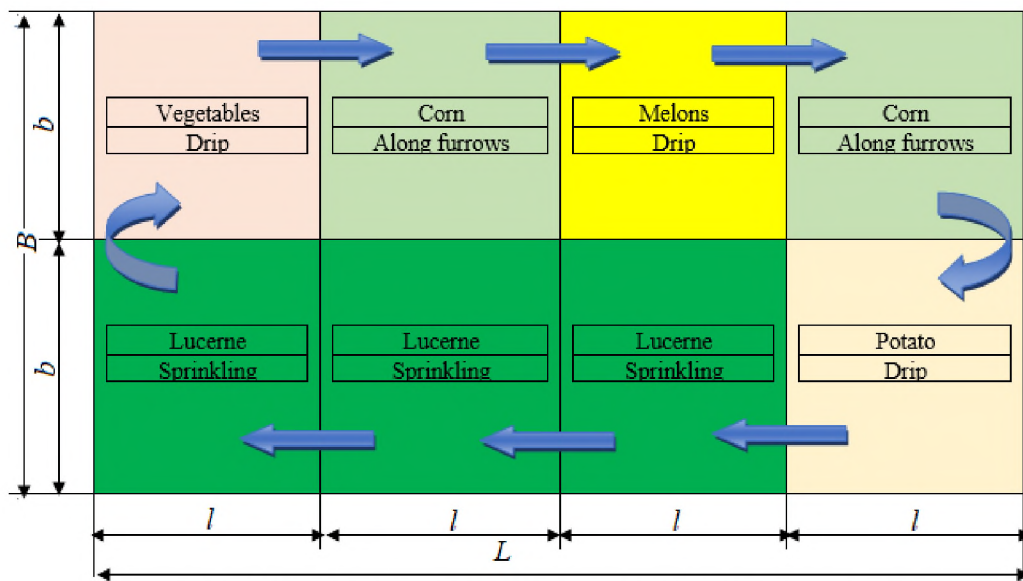 b
B
b
Vegetables
Drip
Corn
Along furrows
Melons
Drip
Corn
Along furrows
Lucerne
Sprinkling
Lucerne
Sprinkling
Lucerne
Sprinkling
Potato
Drip
l
l
l
l
L